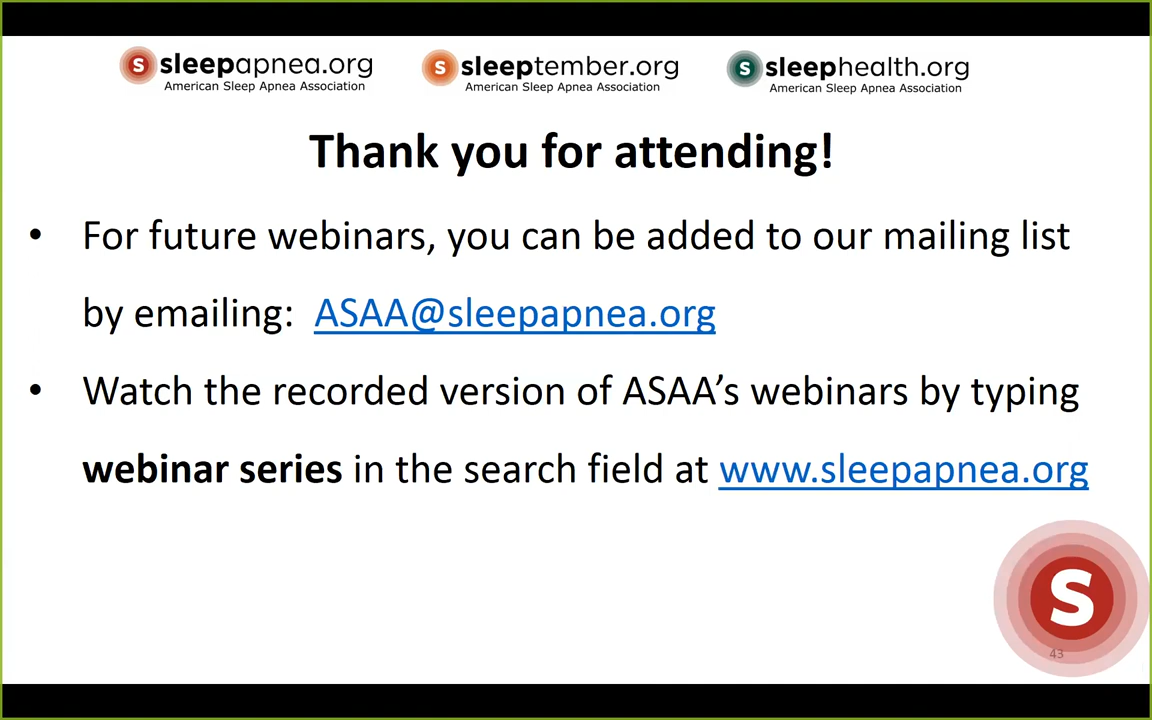 S sleepapnea.org
American Sleep Apnea Association
S sleeptember.org
American Sleep Apnea Association
S sleephealth.org
American Sleep Apnea Association
Thank you for attending!
• For future webinars, you can be added to our mailing list
by emailing: ASAA@sleepapnea.org
• Watch the recorded version of ASAA’s webinars by typing
webinar series in the search field at www.sleepapnea.org
S
43